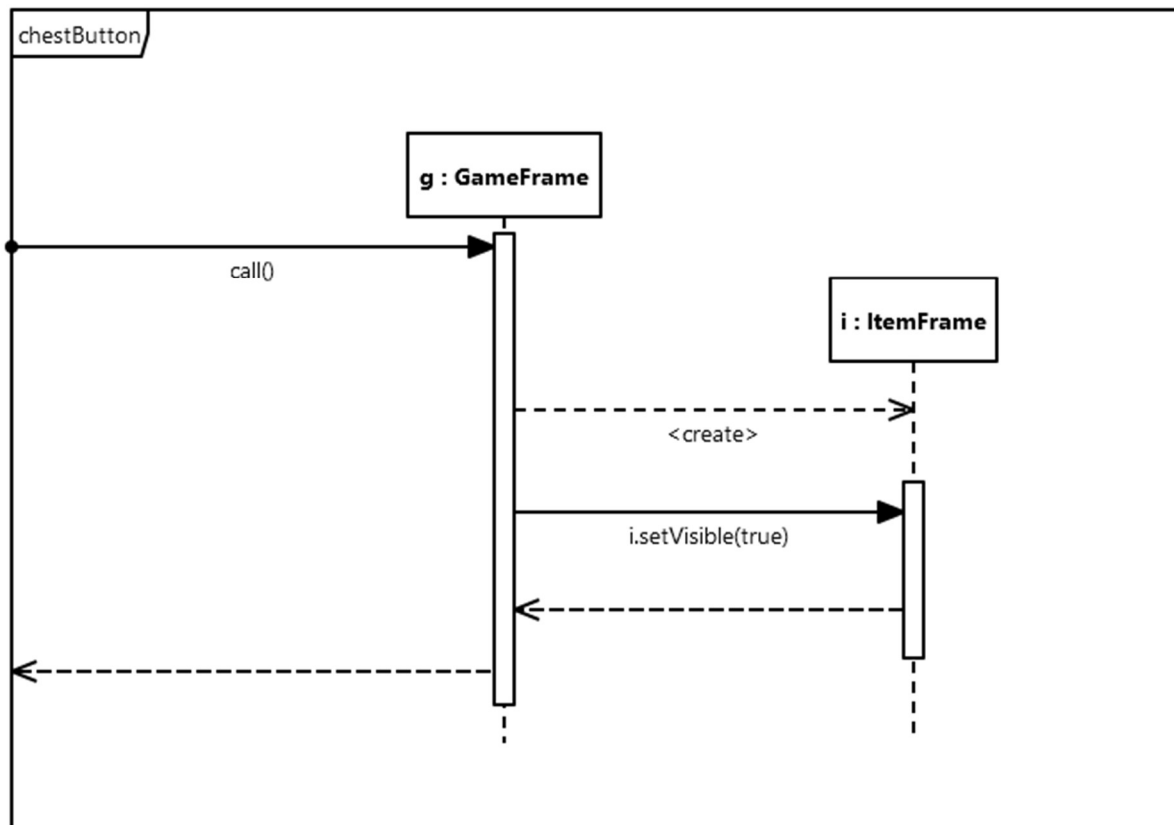 chestButton
g : GameFrame
call()
i : ItemFrame
<create>
i.setVisible(true)